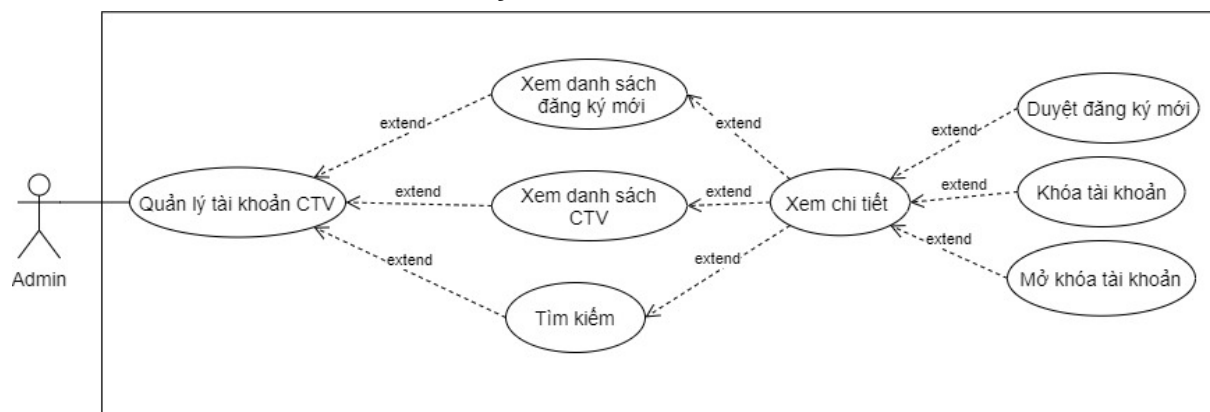 Xem danh sách
đăng ký mới
extend
extend
Duyệt đăng ký mới
extend
Quản lý tài khoản CTV
extend
Xem danh sách
CTV
extend
Xem chi tiết
extend
Khóa tài khoản
extend
extend
extend
Mở khóa tài khoản
Tìm kiếm
Admin